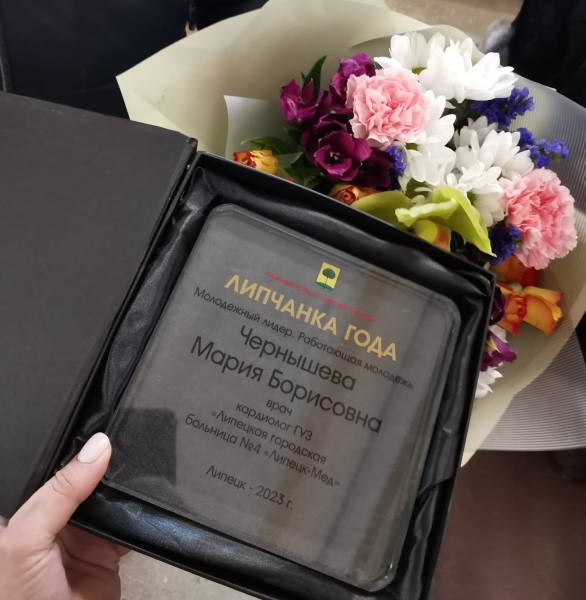 ЛИПЧАНКА ГОДА
Молодежный лидер. Работающая молодежь
Чернышева
Мария Борисовна
врач
кардиолог ГУЗ
«Липецкая городская
больница №4 «Липецк-Мед»
Липецк - 2023 г.